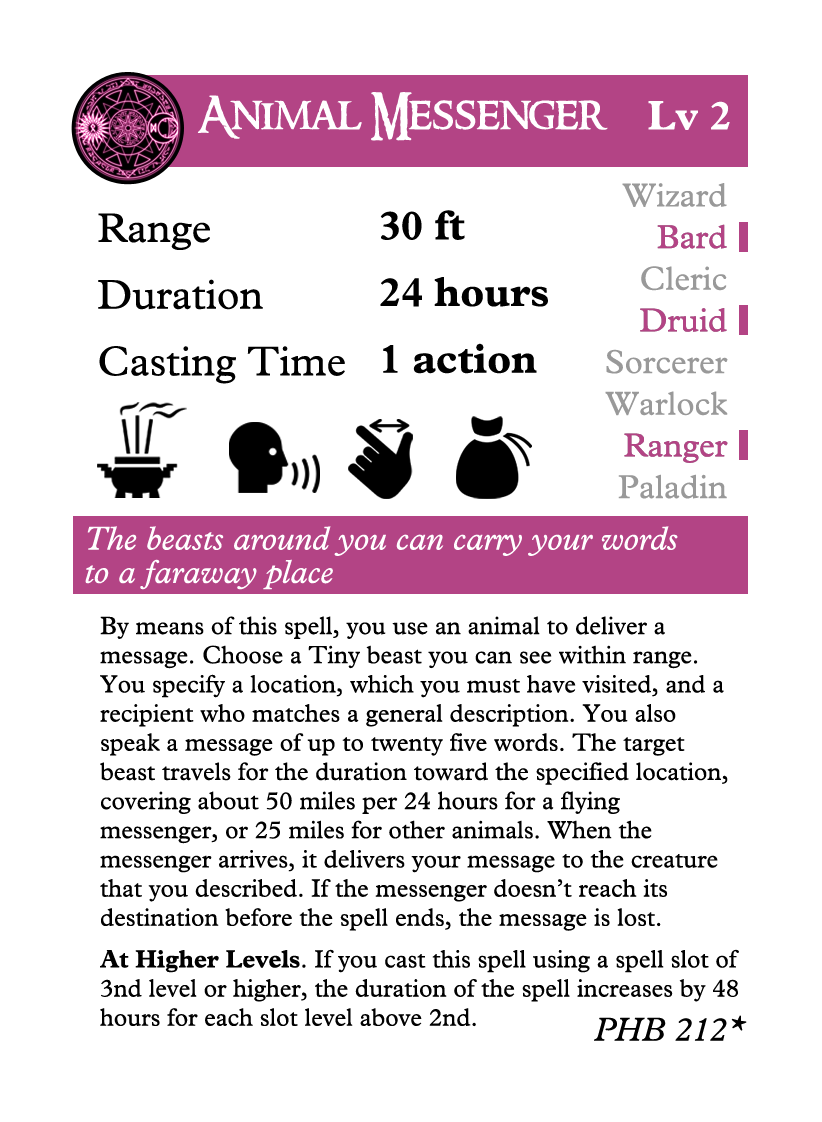 ANIMAL MESSENGER Lv 2
Range 30 ft
Duration 24 hours
Casting Time 1 action
Wizard
Bard
Cleric
Druid
Sorcerer
Warlock
Ranger
Paladin
The beasts around you can carry your words
to a faraway place
By means of this spell, you use an animal to deliver a
message. Choose a Tiny beast you can see within range.
You specify a location, which you must have visited, and a
recipient who matches a general description. You also
speak a message of up to twenty five words. The target
beast travels for the duration toward the specified location,
covering about 50 miles per 24 hours for a flying
messenger, or 25 miles for other animals. When the
messenger arrives, it delivers your message to the creature
that you described. If the messenger doesn’t reach its
destination before the spell ends, the message is lost.
At Higher Levels. If you cast this spell using a spell slot of
3nd level or higher, the duration of the spell increases by 48
hours for each slot level above 2nd.
PHB 212*